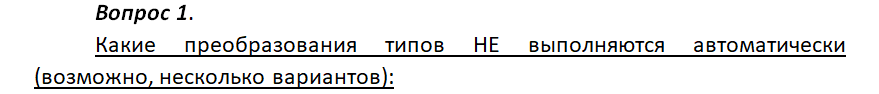 Вопрос 1.
Какие преобразования типов НЕ выполняются автоматически
(возможно, несколько вариантов):